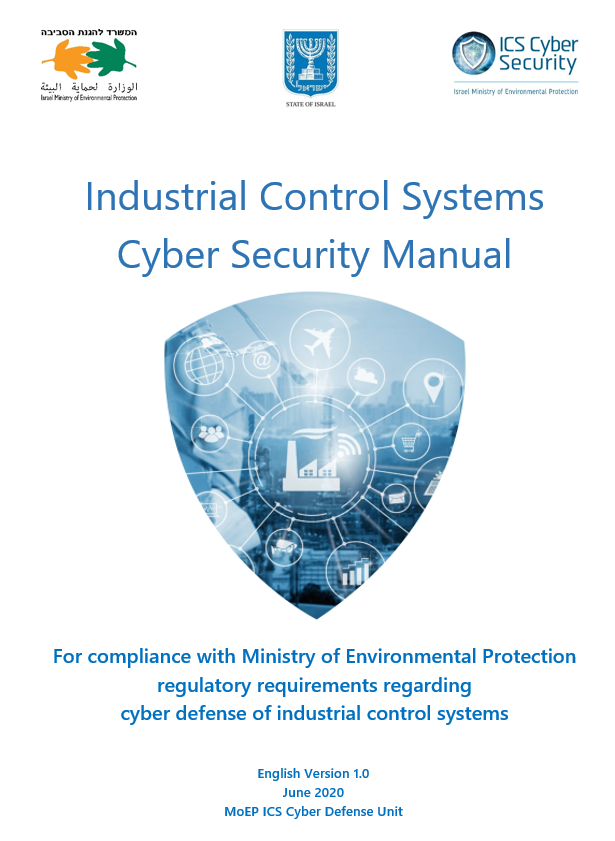 המשרד להגנת הסביבה
الوزارة لحماية البيئة
Israel Ministry of Environmental Protection
STATE OF ISRAEL
ICS Cyber
Security
Israel Ministry of Environmental Protection
Industrial Control Systems
Cyber Security Manual
@
For compliance with Ministry of Environmental Protection
regulatory requirements regarding
cyber defense of industrial control systems
English Version 1.0
June 2020
MoEP ICS Cyber Defense Unit